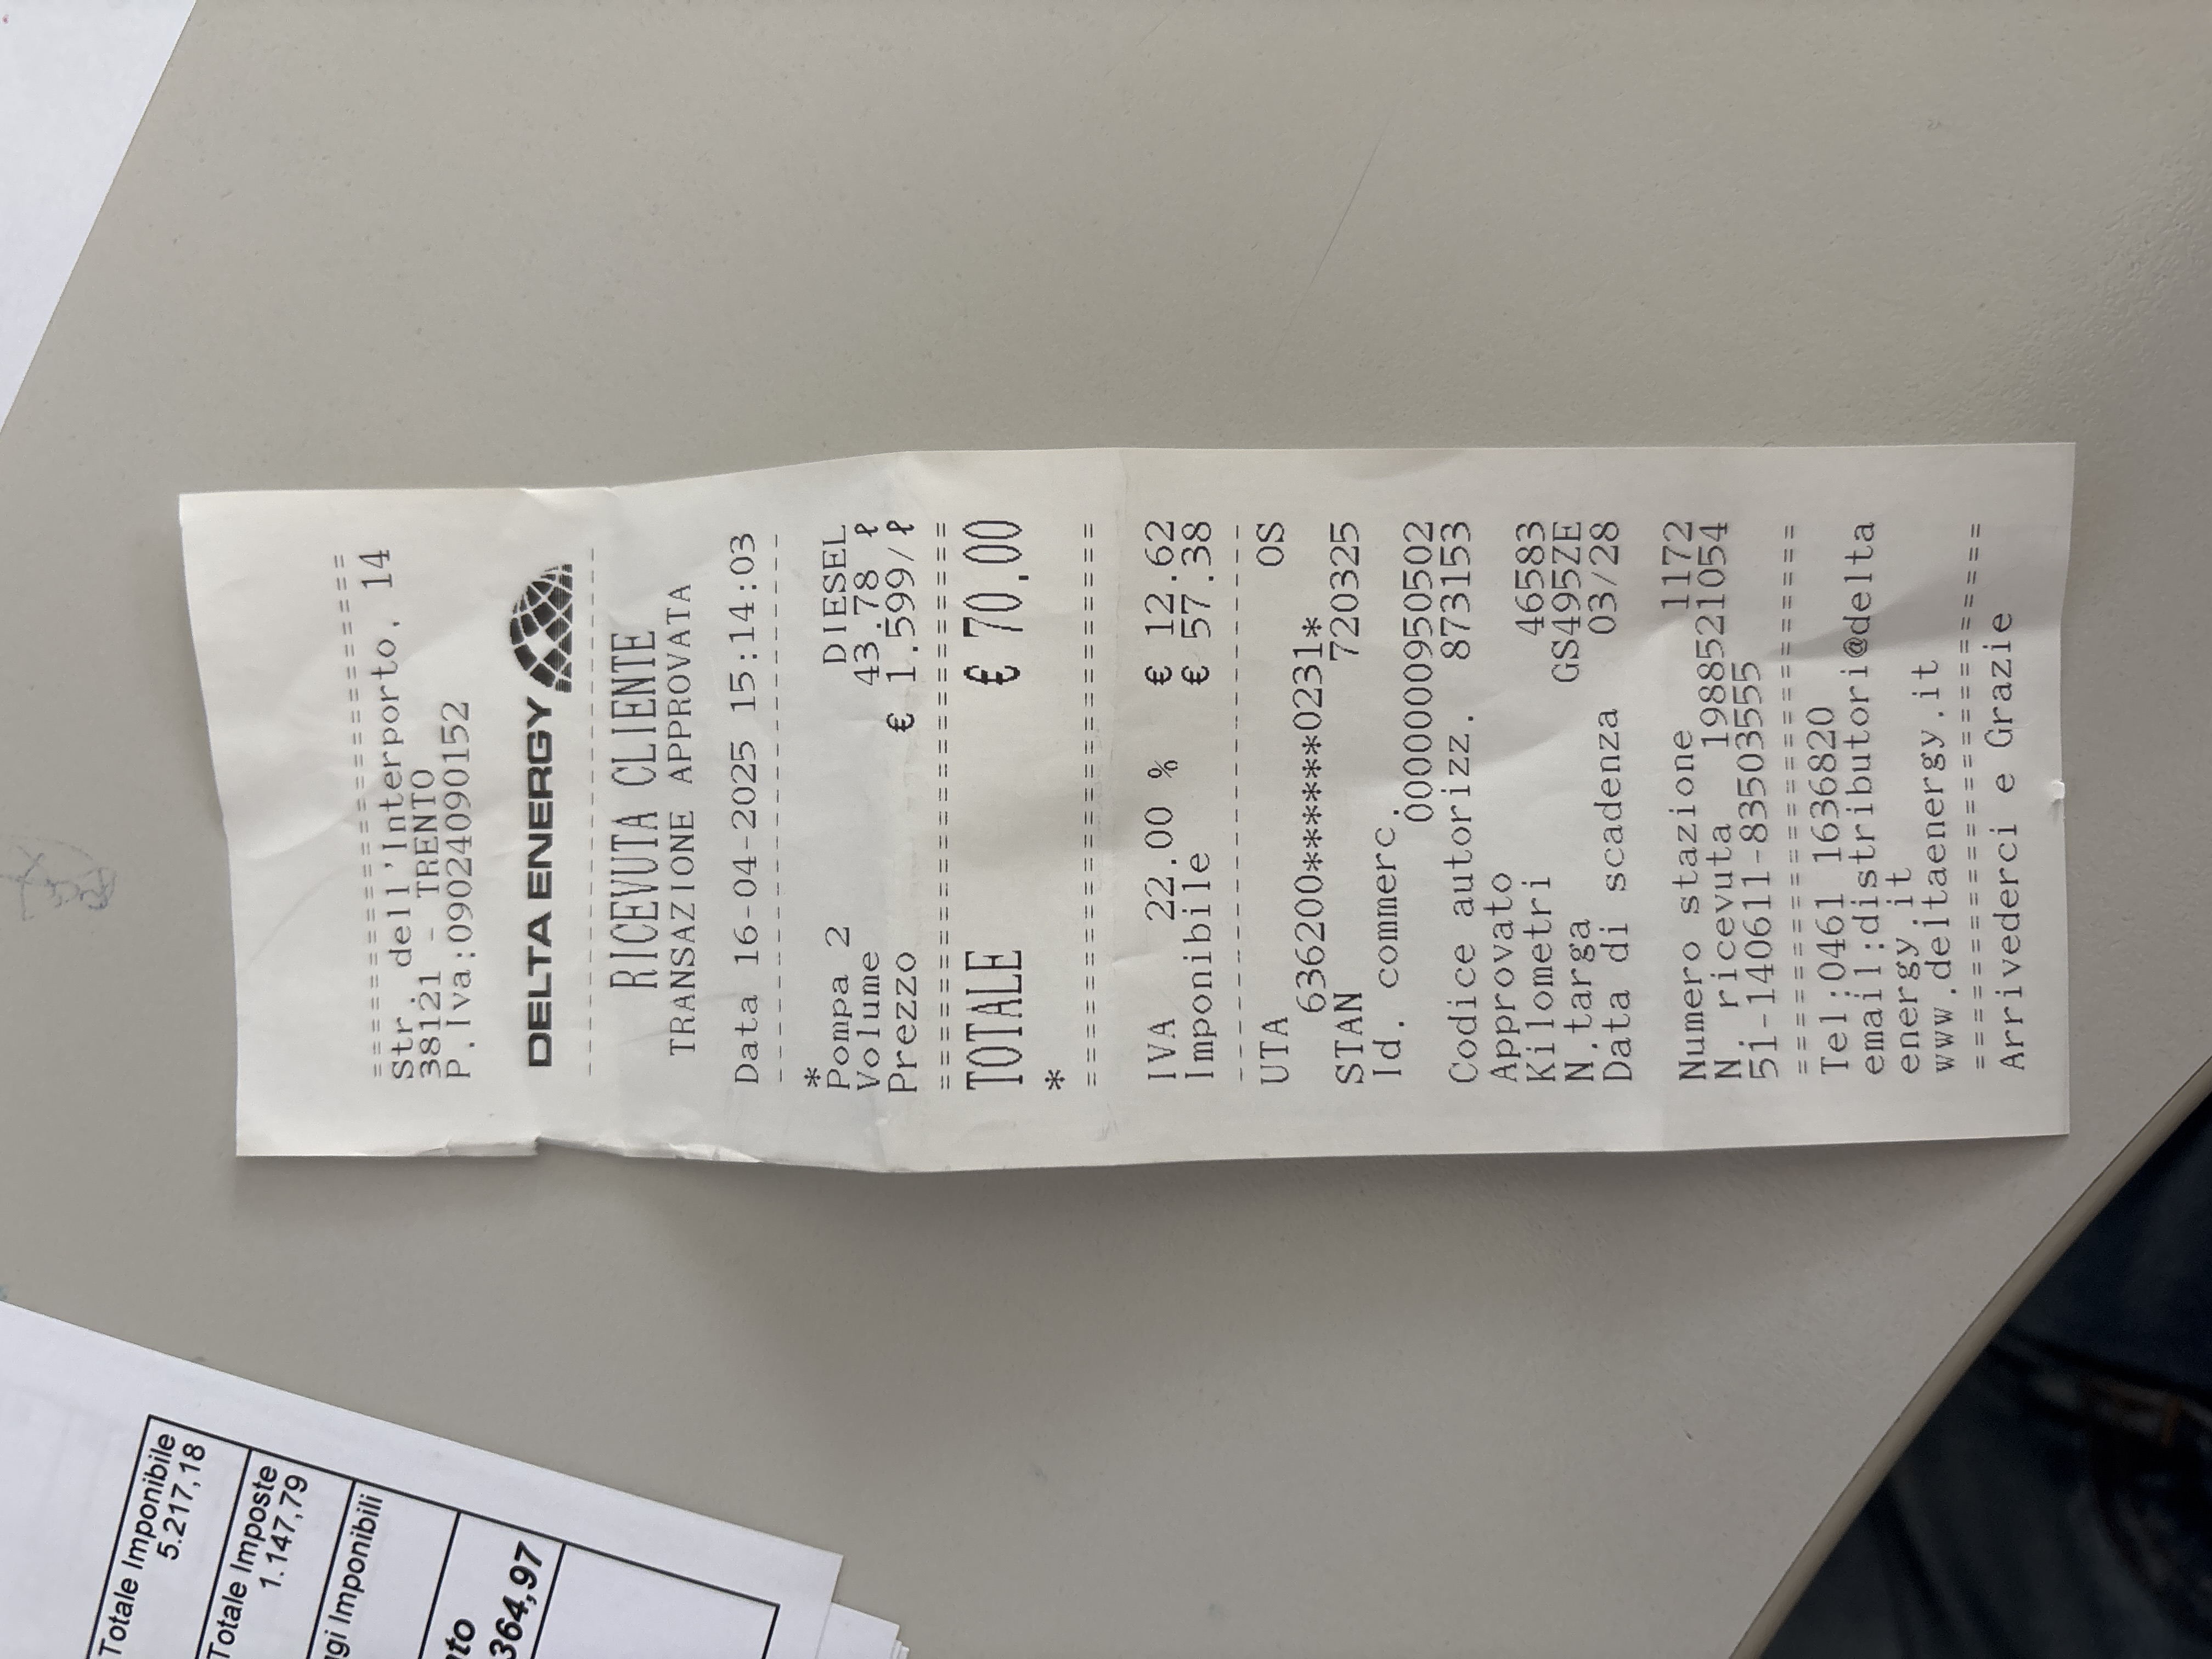 Totale Imponibile
5.217,18
Totale Imposte
1.147,79
gi Imponibili
364,97
========================
Str. dell'Interporto, 14
38121 - TRENTO
P.Iva:09024090152
DELTA ENERGY
------------------------
RICEVUTA CLIENTE
TRANSAZIONE APPROVATA
Data 16-04-2025 15:14:03
------------------------
*
Pompa 2 DIESEL
Volume 43.78 ℓ
Prezzo € 1.599/ℓ
========================
TOTALE € 70.00
*
========================
IVA 22.00 % € 12.62
Imponibile € 57.38
------------------------
UTA OS
636200******0231*
STAN 720325
Id. commerc.
0000000950502
Codice autorizz. 873153
Approvato
Kilometri 46583
N.targa GS495ZE
Data di scadenza 03/28
Numero stazione 1172
N. ricevuta 1988521054
51-140611-83503555
========================
Tel:0461 1636820
email:distributori@delta
energy.it
www.deltaenergy.it
========================
Arrivederci e Grazie